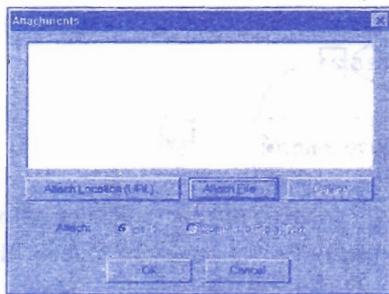 Attachments
Attach Location (URL) Attach File Delete
Attach:
OK Cancel